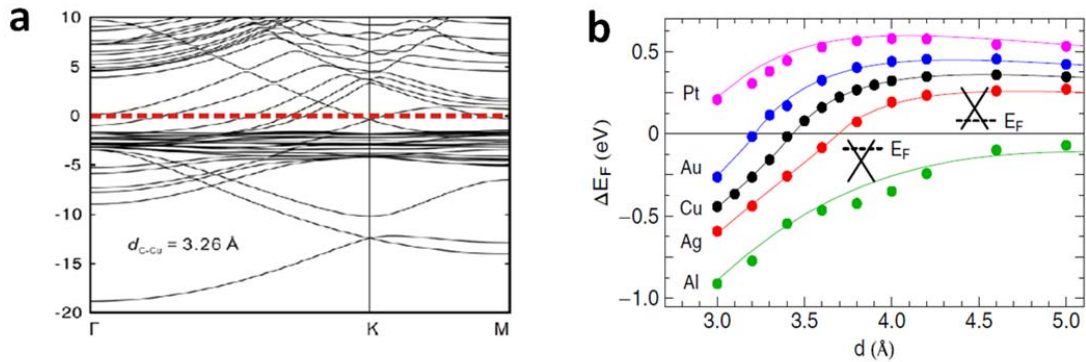 a
10
5
0
-5
-10
-15
-20
d_C-Cu = 3.26 Å
Γ
K
M
b
ΔE_F (eV)
0.5
0
−0.5
−1.0
Pt
Au
Cu
Ag
Al
E_F
E_F
3.0
3.5
4.0
4.5
5.0
d (Å)